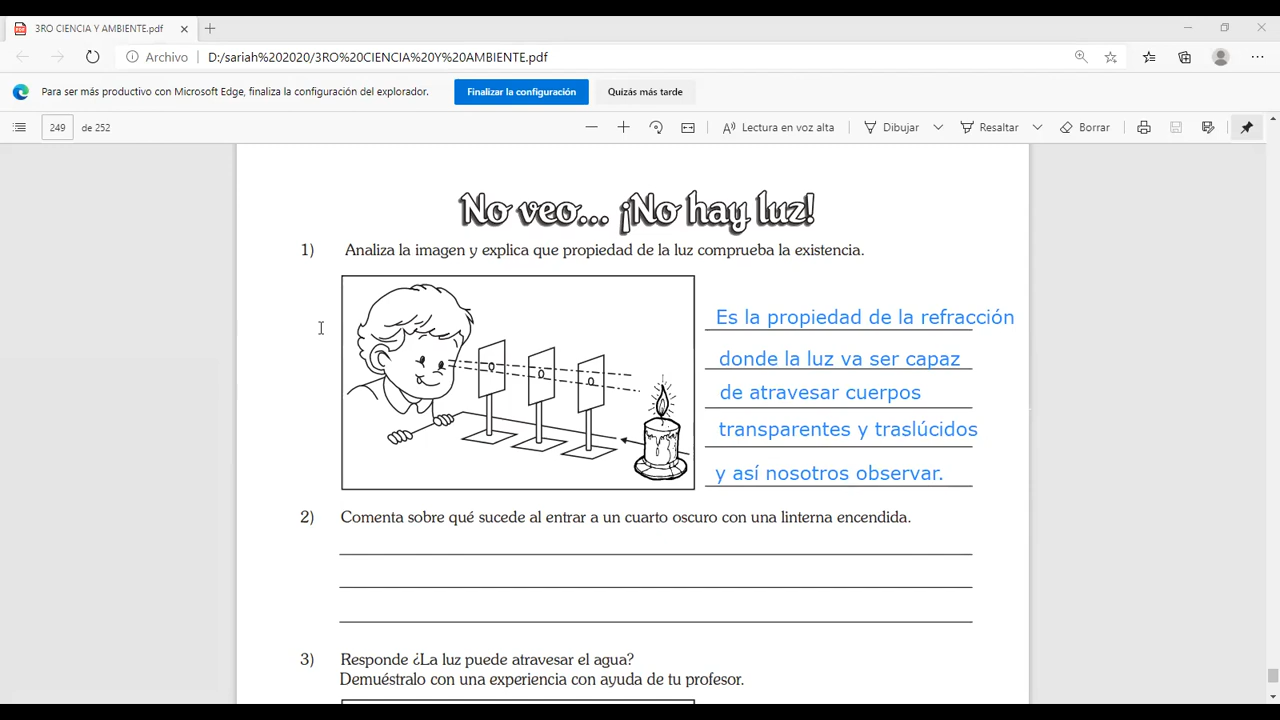 3RO CIENCIA Y AMBIENTE.pdf
Archivo D:/sariah%202020/3RO%20CIENCIA%20Y%20AMBIENTE.pdf
Para ser más productivo con Microsoft Edge, finaliza la configuración del explorador. Finalizar la configuración Quizás más tarde
249 de 252 Lectura en voz alta Dibujar Resaltar Borrar
No veo... ¡No hay luz!
1) Analiza la imagen y explica que propiedad de la luz comprueba la existencia.
Es la propiedad de la refracción
donde la luz va ser capaz
de atravesar cuerpos
transparentes y traslúcidos
y así nosotros observar.
2) Comenta sobre qué sucede al entrar a un cuarto oscuro con una linterna encendida.
3) Responde ¿La luz puede atravesar el agua?
Demuéstralo con una experiencia con ayuda de tu profesor.